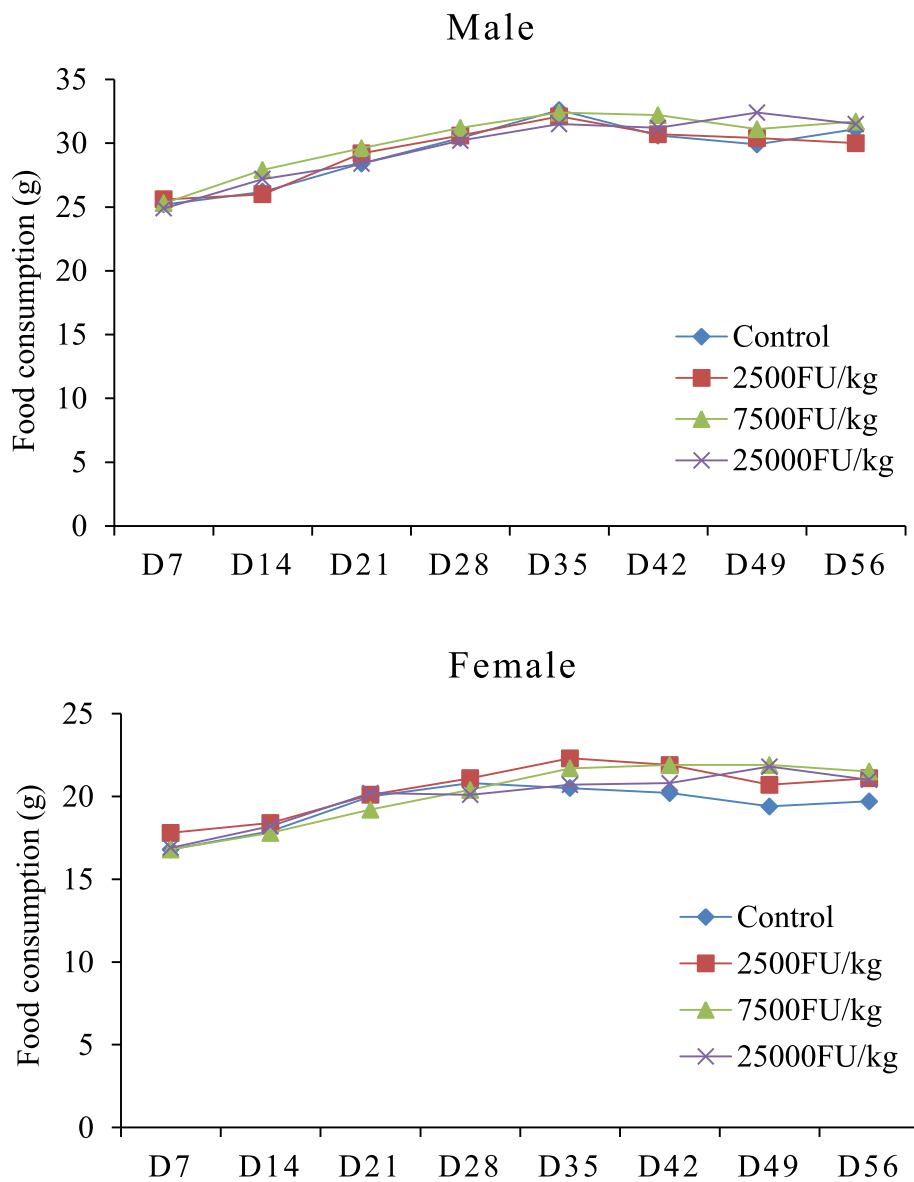 Male
Food consumption (g)
35
30
25
20
15
10
5
0
Control
2500FU/kg
7500FU/kg
25000FU/kg
D7 D14 D21 D28 D35 D42 D49 D56
Female
Food consumption (g)
25
20
15
10
5
0
Control
2500FU/kg
7500FU/kg
25000FU/kg
D7 D14 D21 D28 D35 D42 D49 D56